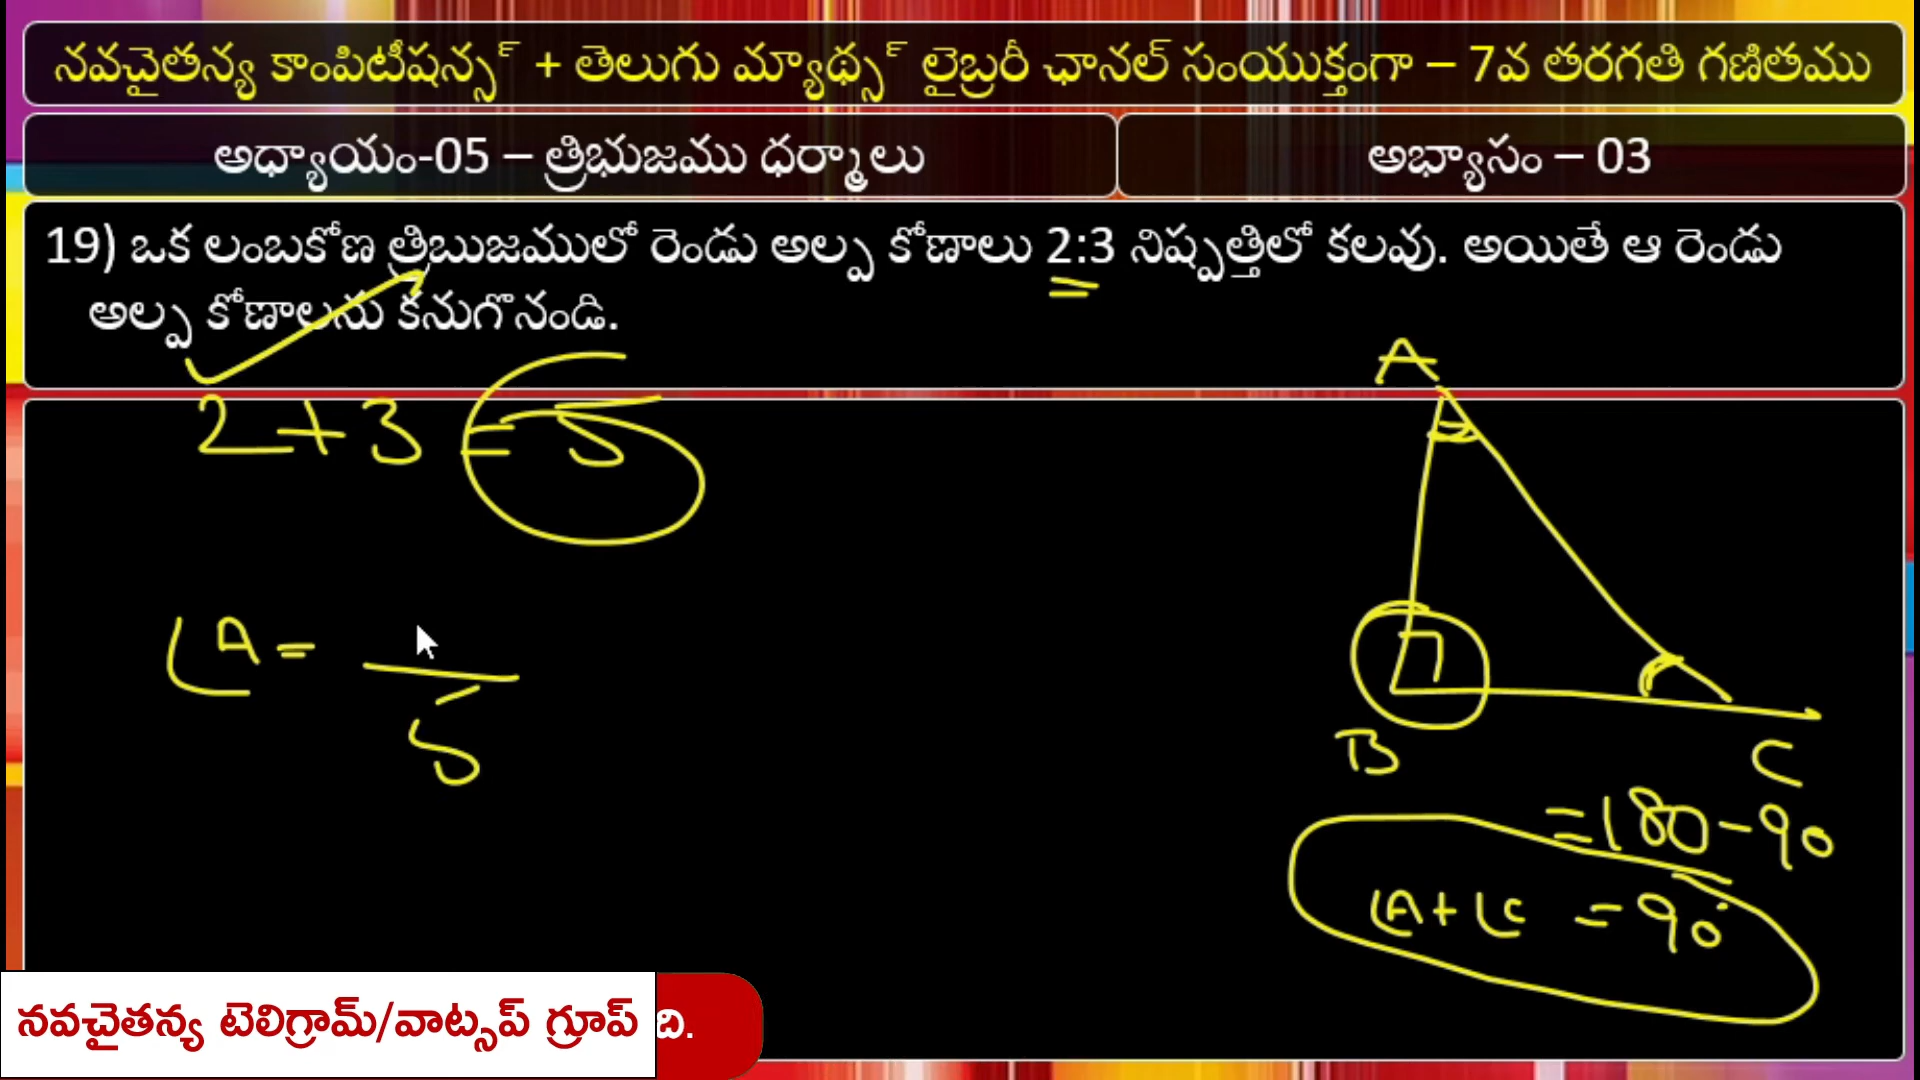 నవచైతన్య కాంపిటీషన్స్ + తెలుగు మ్యాథ్స్ లైబ్రరీ ఛానల్ సంయుక్తంగా – 7వ తరగతి గణితము
అధ్యాయం-05 – త్రిభుజము ధర్మాలు
అభ్యాసం – 03
19) ఒక లంబకోణ త్రిబుజములో రెండు అల్ప కోణాలు 2:3 నిష్పత్తిలో కలవు. అయితే ఆ రెండు
అల్ప కోణాలను కనుగొనండి.
2+3 = 5
A
∠A = 
5
B
C
=180-90
∠A+∠C =90°
నవచైతన్య టెలిగ్రామ్/వాట్సప్ గ్రూప్ ది.